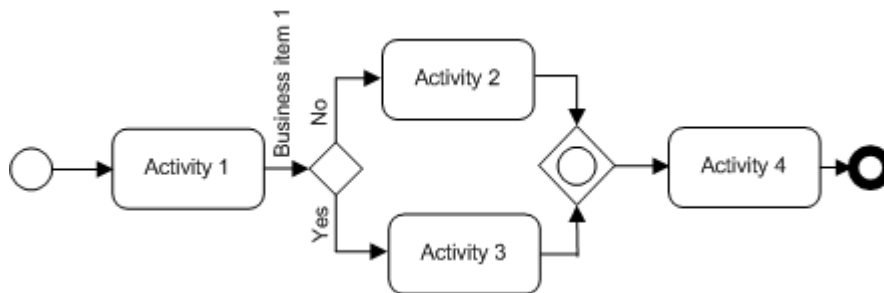 Activity 1
Business item 1
No
Yes
Activity 2
Activity 3
Activity 4